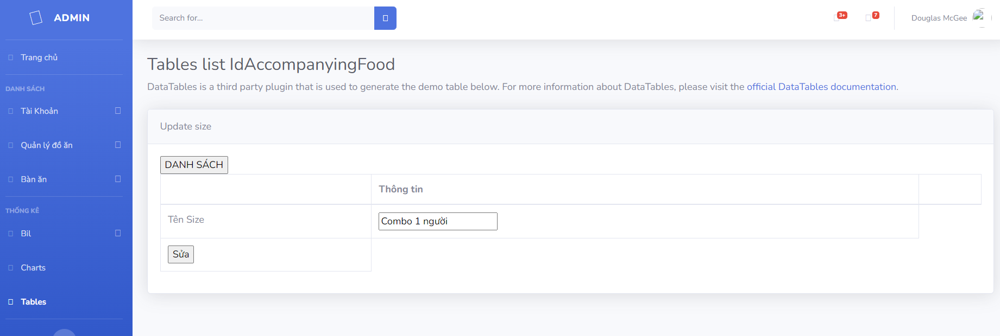 ADMIN
Search for...
3+
7
Douglas McGee
Trang chủ
DANH SÁCH
Tài Khoản
Quản lý đồ ăn
Bàn ăn
THỐNG KÊ
Bil
Charts
Tables
Tables list IdAccompanyingFood
DataTables is a third party plugin that is used to generate the demo table below. For more information about DataTables, please visit the official DataTables documentation.
Update size
DANH SÁCH
Thông tin
Tên Size
Combo 1 người
Sửa